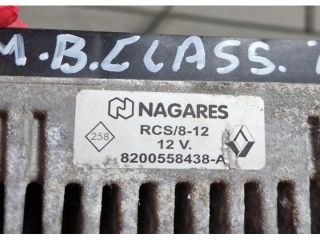 M.B.CLASS.
NAGARES
258
RCS/8-12
12 V.
8200558438-A